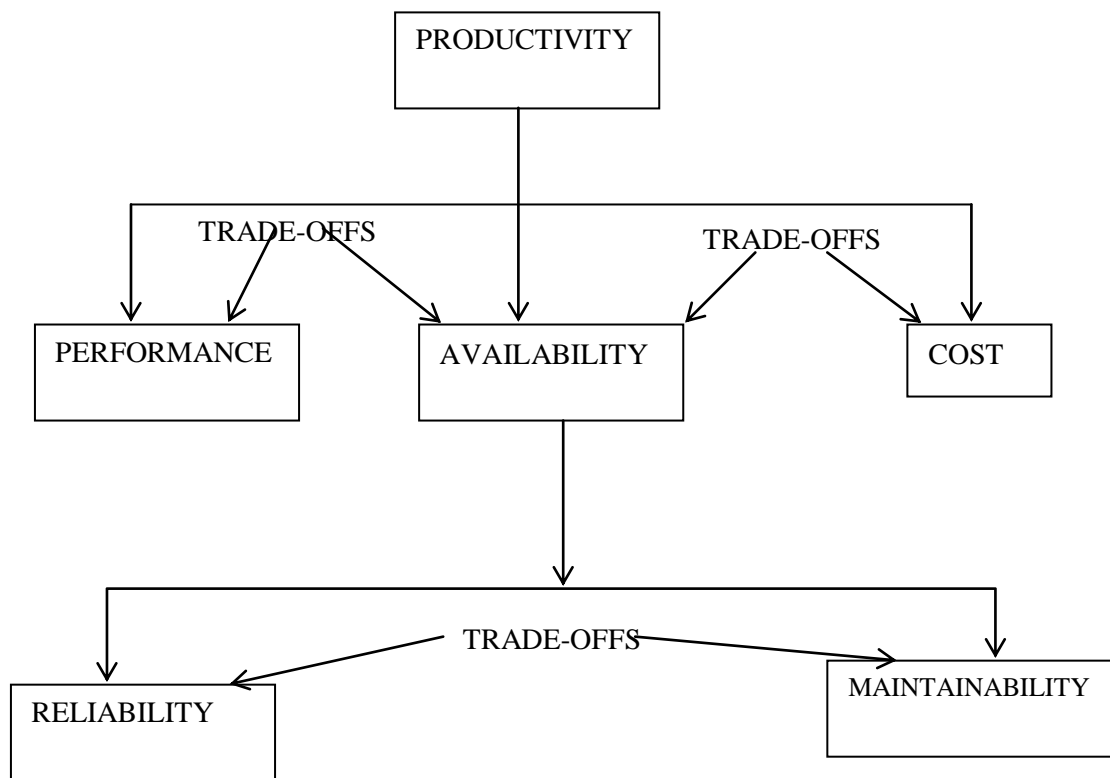 PRODUCTIVITY
TRADE-OFFS
TRADE-OFFS
PERFORMANCE
AVAILABILITY
COST
TRADE-OFFS
RELIABILITY
MAINTAINABILITY